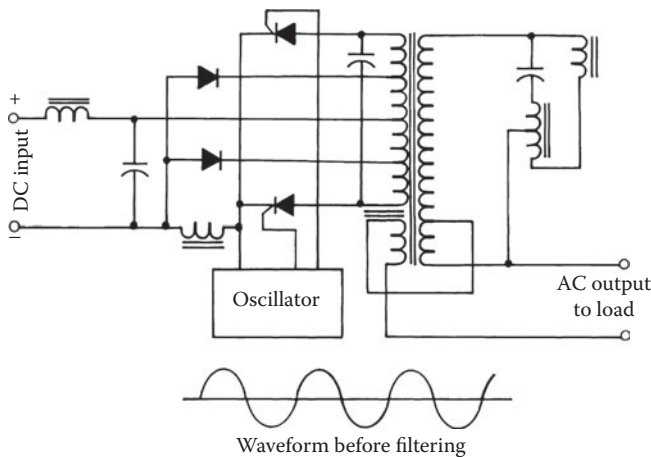 +
DC input
–
Oscillator
AC output
to load
Waveform before filtering